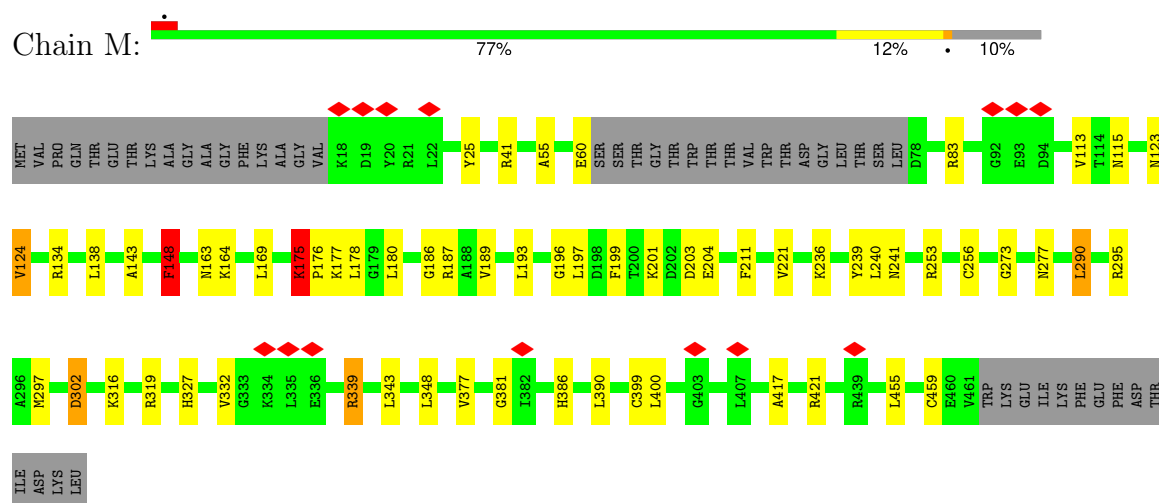 Chain M:
77% 12% • 10%
MET VAL PRO GLN THR GLU THR LYS ALA GLY ALA GLY PHE LYS ALA GLY VAL K18 D19 Y20 R21 L22 Y25 R41 A55 E60 SER SER THR GLY THR TRP THR THR VAL TRP THR ASP GLY LEU THR SER LEU D78 R83 G92 E93 D94 V113 T114 N115 N123
V124 R134 L138 A143 F148 N163 K164 L169 K175 P176 K177 L178 G179 L180 G186 R187 A188 V189 L193 G196 L197 D198 F199 T200 K201 D202 D203 E204 F211 V221 K236 Y239 L240 N241 R253 C256 G273 N277 L290 R295
A296 M297 D302 K316 R319 H327 V332 G333 K334 L335 E336 R339 L343 L348 V377 G381 I382 H386 L390 C399 L400 G403 L407 A417 R421 R439 L455 C459 E460 V461 TRP LYS GLU ILE LYS PHE GLU PHE ASP THR
ILE ASP LYS LEU